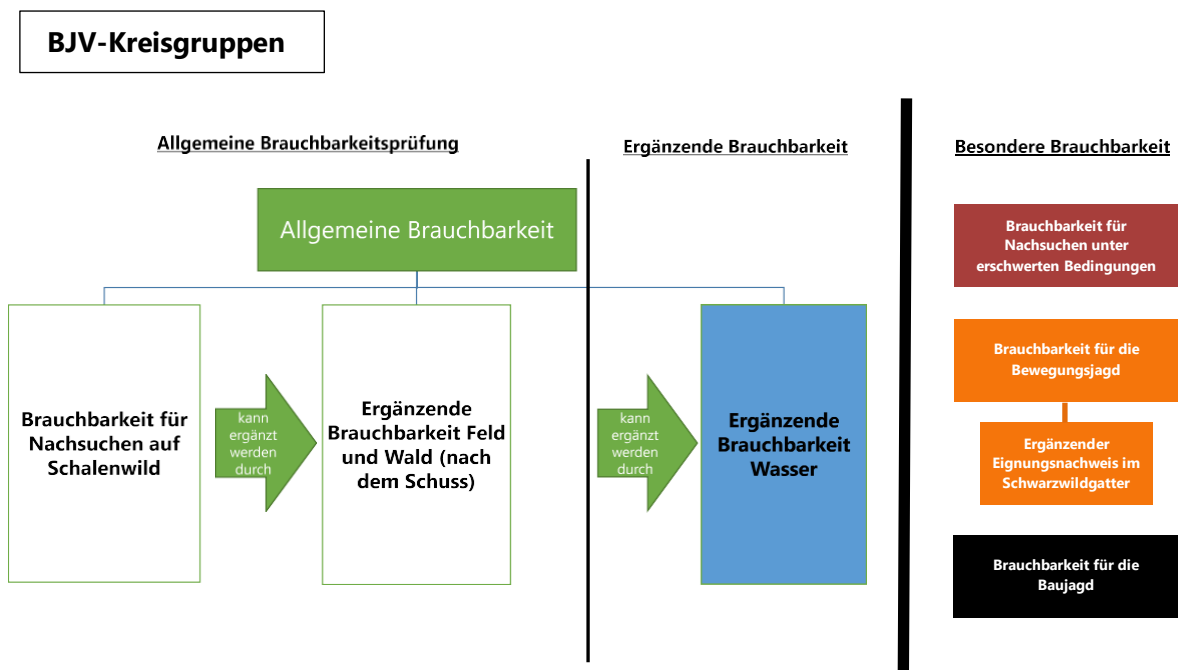 BJV-Kreisgruppen
Allgemeine Brauchbarkeitsprüfung
Ergänzende Brauchbarkeit
Besondere Brauchbarkeit
Allgemeine Brauchbarkeit
Brauchbarkeit für
Nachsuchen auf
Schalenwild
kann
ergänzt
werden
durch
Ergänzende
Brauchbarkeit Feld
und Wald (nach
dem Schuss)
kann
ergänzt
werden
durch
Ergänzende
Brauchbarkeit
Wasser
Brauchbarkeit für
Nachsuchen unter
erschwerten Bedingungen
Brauchbarkeit für die
Bewegungsjagd
Ergänzender
Eignungsnachweis im
Schwarzwildgatter
Brauchbarkeit für die
Baujagd